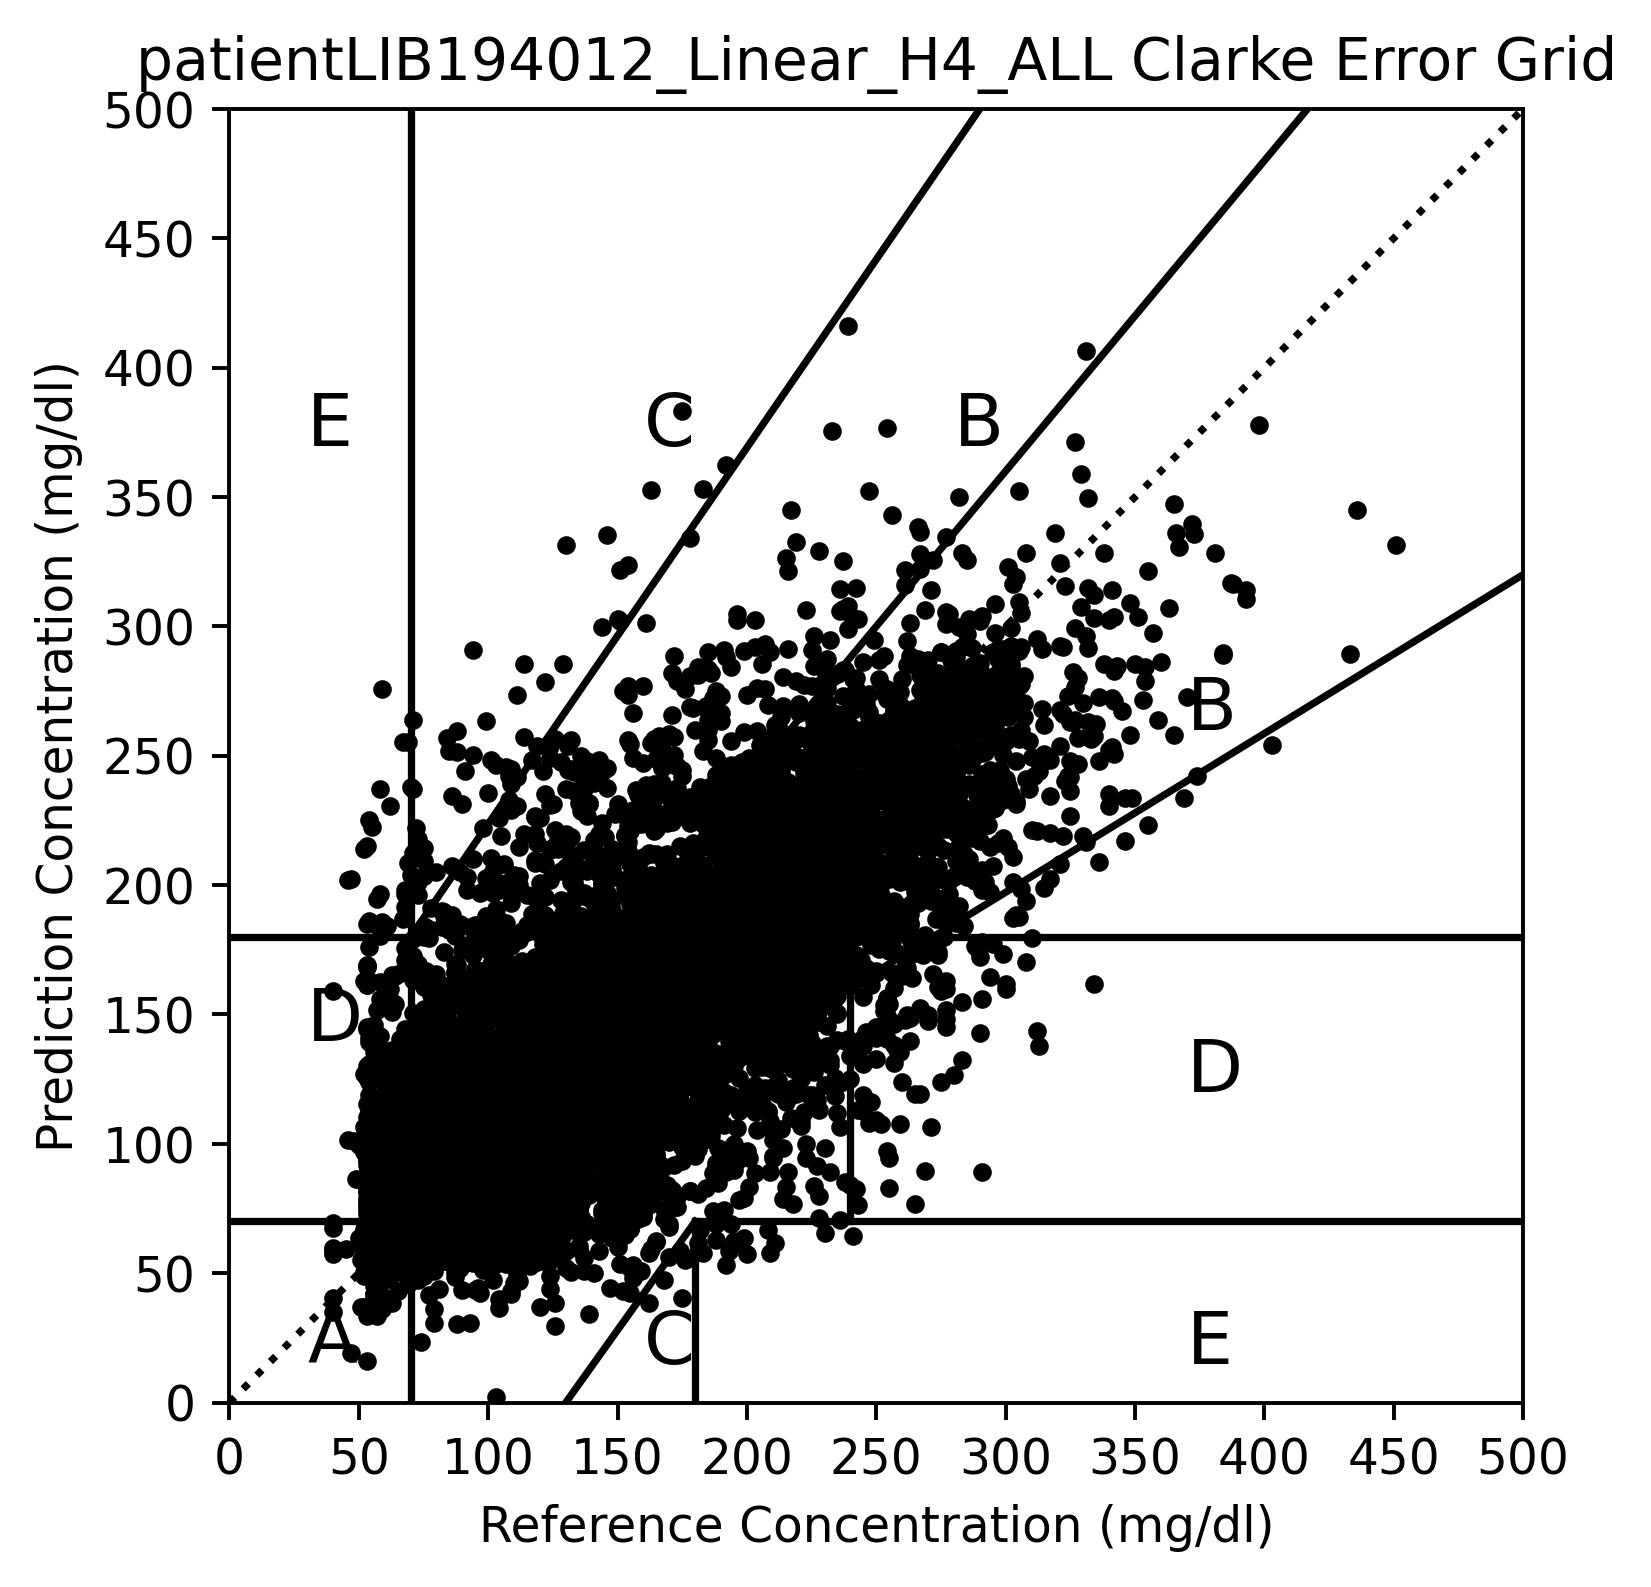 patientLIB194012_Linear_H4_ALL Clarke Error Grid
500
450
400
350
300
250
200
150
100
50
0
Prediction Concentration (mg/dl)
E
C
B
B
D
D
A
C
E
0 50 100 150 200 250 300 350 400 450 500
Reference Concentration (mg/dl)